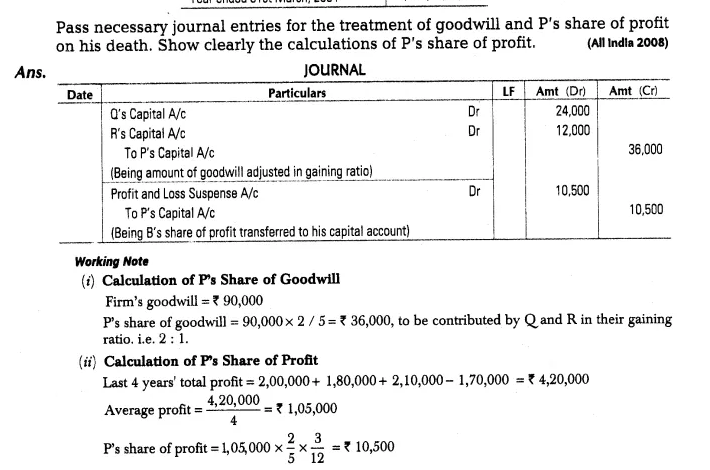 Pass necessary journal entries for the treatment of goodwill and P's share of profit
on his death. Show clearly the calculations of P's share of profit. (All India 2008)
Ans. JOURNAL
Date Particulars LF Amt (Dr) Amt (Cr)
Q's Capital A/c Dr 24,000
R's Capital A/c Dr 12,000
To P's Capital A/c 36,000
(Being amount of goodwill adjusted in gaining ratio)
Profit and Loss Suspense A/c Dr 10,500
To P's Capital A/c 10,500
(Being B's share of profit transferred to his capital account)
Working Note
(i) Calculation of P's Share of Goodwill
Firm's goodwill = ₹ 90,000
P's share of goodwill = 90,000 × 2 / 5 = ₹ 36,000, to be contributed by Q and R in their gaining
ratio. i.e. 2 : 1.
(ii) Calculation of P's Share of Profit
Last 4 years' total profit = 2,00,000 + 1,80,000 + 2,10,000 – 1,70,000 = ₹ 4,20,000
Average profit = 4,20,000 / 4 = ₹ 1,05,000
P's share of profit = 1,05,000 × 2/5 × 3/12 = ₹ 10,500